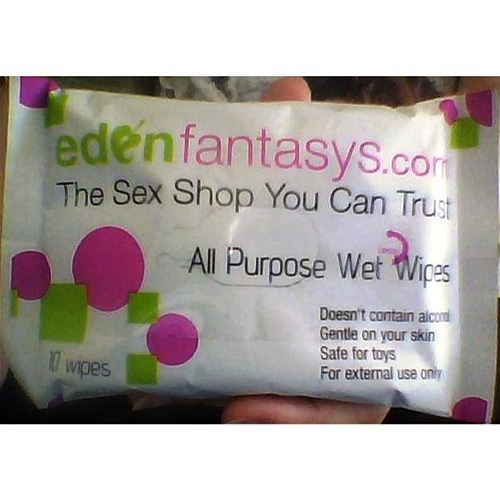 edenfantasys.com
The Sex Shop You Can Trust
All Purpose Wet Wipes
Doesn't contain alcohol
Gentle on your skin
Safe for toys
For external use only
10 wipes